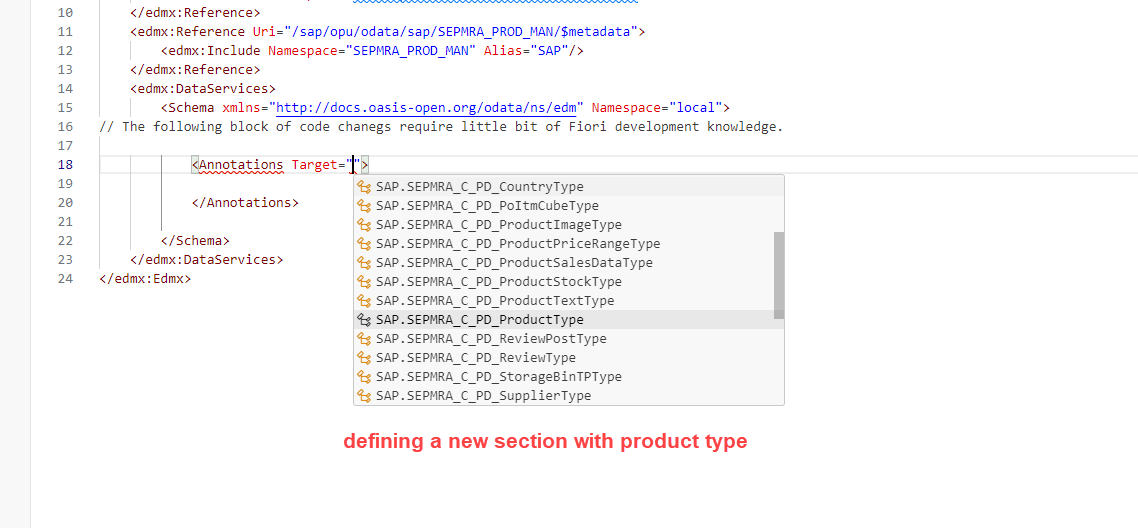 10 </edmx:Reference>
11 <edmx:Reference Uri="/sap/opu/odata/sap/SEPMRA_PROD_MAN/$metadata">
12 <edmx:Include Namespace="SEPMRA_PROD_MAN" Alias="SAP"/>
13 </edmx:Reference>
14 <edmx:DataServices>
15 <Schema xmlns="http://docs.oasis-open.org/odata/ns/edm" Namespace="local">
16 // The following block of code chanegs require little bit of Fiori development knowledge.
17
18 <Annotations Target="">
19
SAP.SEPMRA_C_PD_CountryType
20 </Annotations>
SAP.SEPMRA_C_PD_PoItmCubeType
21
SAP.SEPMRA_C_PD_ProductImageType
22 </Schema>
SAP.SEPMRA_C_PD_ProductPriceRangeType
23 </edmx:DataServices>
SAP.SEPMRA_C_PD_ProductSalesDataType
24 </edmx:Edmx>
SAP.SEPMRA_C_PD_ProductStockType
SAP.SEPMRA_C_PD_ProductTextType
SAP.SEPMRA_C_PD_ProductType
SAP.SEPMRA_C_PD_ReviewPostType
SAP.SEPMRA_C_PD_ReviewType
SAP.SEPMRA_C_PD_StorageBinTPType
SAP.SEPMRA_C_PD_SupplierType
defining a new section with product type